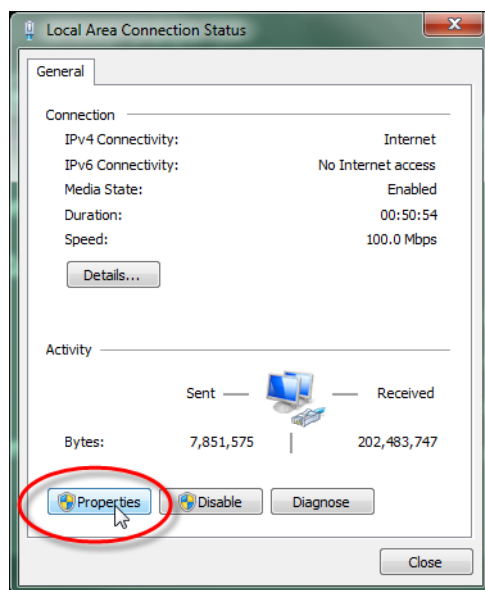 Local Area Connection Status
General
Connection
IPv4 Connectivity: Internet
IPv6 Connectivity: No Internet access
Media State: Enabled
Duration: 00:50:54
Speed: 100.0 Mbps
Details...
Activity
Sent Received
Bytes: 7,851,575 202,483,747
Properties Disable Diagnose
Close